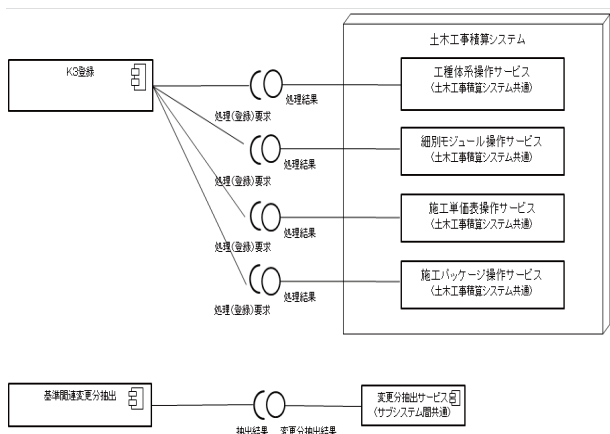 土木工事積算システム
K3登録
工種体系操作サービス
(土木工事積算システム共通)
処理結果
処理(登録)要求
細別モジュール操作サービス
(土木工事積算システム共通)
処理結果
処理(登録)要求
施工単価表操作サービス
(土木工事積算システム共通)
処理結果
処理(登録)要求
施工パッケージ操作サービス
(土木工事積算システム共通)
処理結果
処理(登録)要求
基準関連変更分抽出
変更分抽出サービス
(サブシステム間共通)
抽出結果 変更分抽出結果